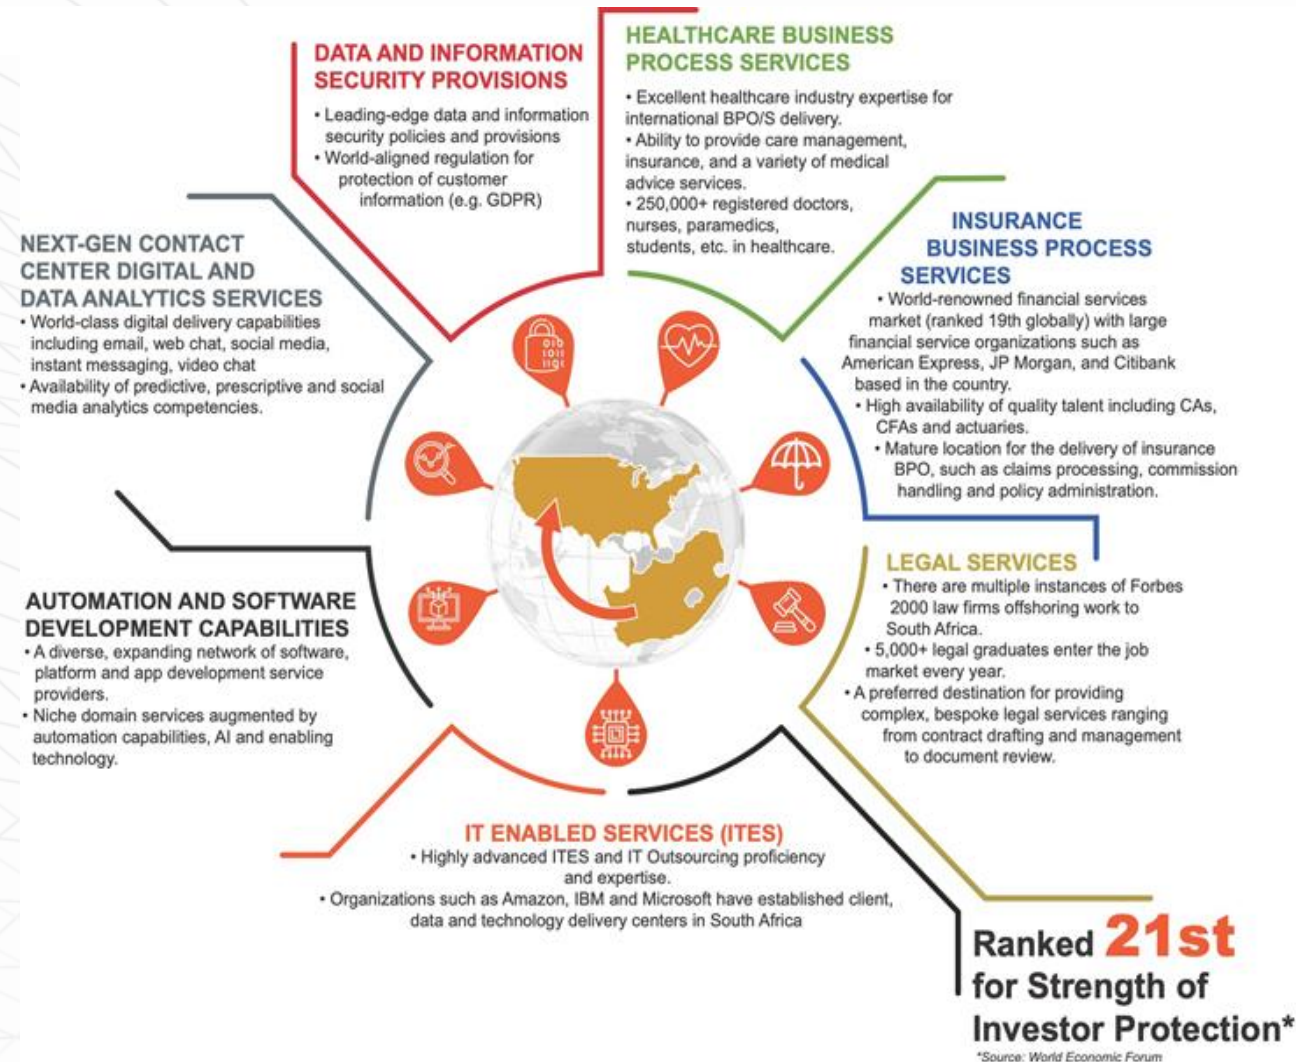 DATA AND INFORMATION
SECURITY PROVISIONS
• Leading-edge data and information
security policies and provisions
• World-aligned regulation for
protection of customer
information (e.g. GDPR)
HEALTHCARE BUSINESS
PROCESS SERVICES
• Excellent healthcare industry expertise for
international BPO/S delivery.
• Ability to provide care management,
insurance, and a variety of medical
advice services.
• 250,000+ registered doctors,
nurses, paramedics,
students, etc. in healthcare.
INSURANCE
BUSINESS PROCESS
SERVICES
• World-renowned financial services
market (ranked 19th globally) with large
financial service organizations such as
American Express, JP Morgan, and Citibank
based in the country.
• High availability of quality talent including CAs,
CFAs and actuaries.
• Mature location for the delivery of insurance
BPO, such as claims processing, commission
handling and policy administration.
LEGAL SERVICES
• There are multiple instances of Forbes
2000 law firms offshoring work to
South Africa.
• 5,000+ legal graduates enter the job
market every year.
• A preferred destination for providing
complex, bespoke legal services ranging
from contract drafting and management
to document review.
Ranked 21st
for Strength of
Investor Protection*
*Source: World Economic Forum
IT ENABLED SERVICES (ITES)
• Highly advanced ITES and IT Outsourcing proficiency
and expertise.
• Organizations such as Amazon, IBM and Microsoft have established client,
data and technology delivery centers in South Africa
AUTOMATION AND SOFTWARE
DEVELOPMENT CAPABILITIES
• A diverse, expanding network of software,
platform and app development service
providers.
• Niche domain services augmented by
automation capabilities, AI and enabling
technology.
NEXT-GEN CONTACT
CENTER DIGITAL AND
DATA ANALYTICS SERVICES
• World-class digital delivery capabilities
including email, web chat, social media,
instant messaging, video chat
• Availability of predictive, prescriptive and social
media analytics competencies.
010
1011
1101